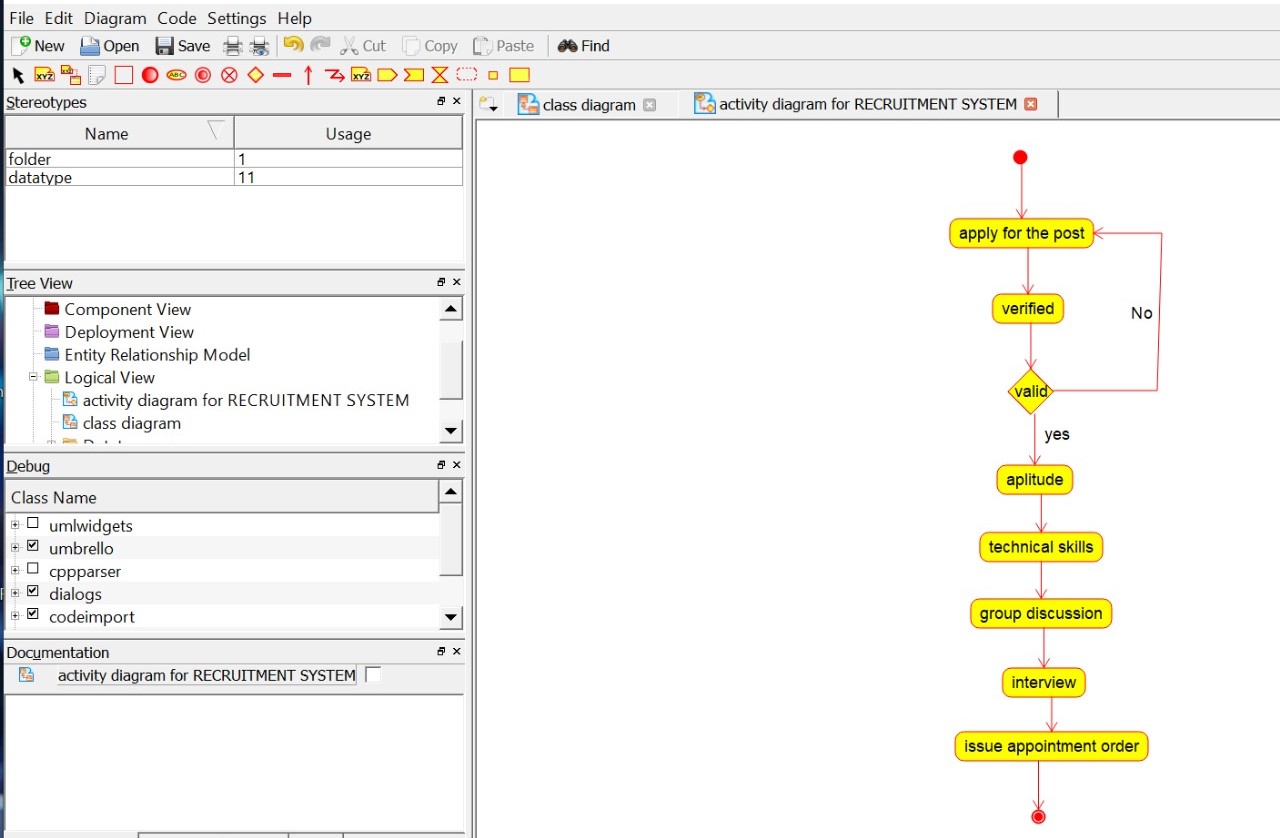 File Edit Diagram Code Settings Help
New Open Save Cut Copy Paste Find
XYZ ABC XYZ
Stereotypes
class diagram activity diagram for RECRUITMENT SYSTEM
Name Usage
folder 1
datatype 11
Tree View
Component View
Deployment View
Entity Relationship Model
Logical View
activity diagram for RECRUITMENT SYSTEM
class diagram
Debug
Class Name
umlwidgets
umbrello
cppparser
dialogs
codeimport
Documentation
activity diagram for RECRUITMENT SYSTEM
apply for the post
verified
No
valid
yes
aplitude
technical skills
group discussion
interview
issue appointment order